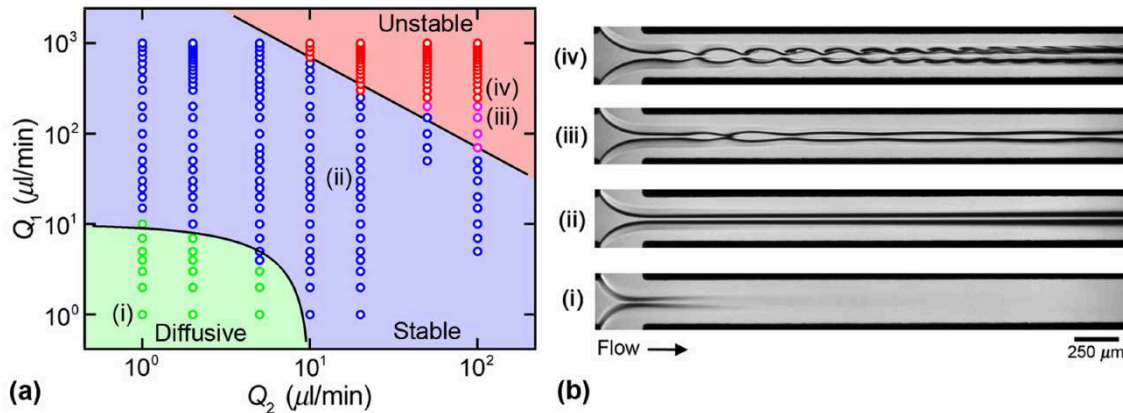 Unstable
10³
(iv)
(iii)
10²
(ii)
Q₁ (µl/min)
10¹
10⁰
(i)
Diffusive
Stable
10⁰
10¹
10²
Q₂ (µl/min)
(a)
(iv)
(iii)
(ii)
(i)
Flow
250 µm
(b)